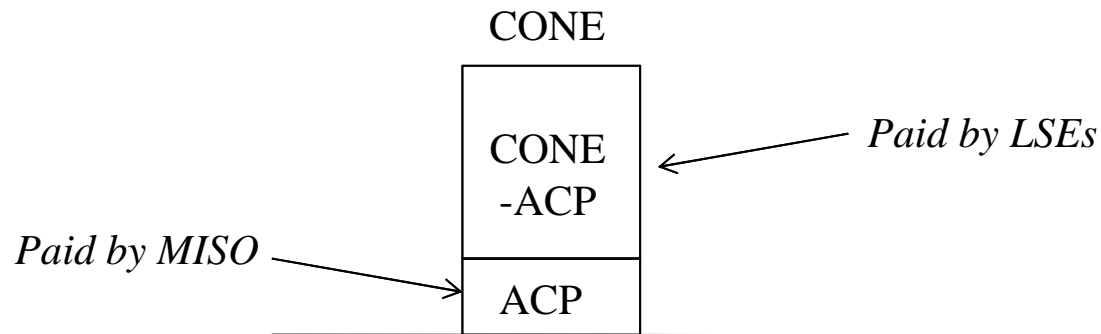 CONE
CONE
-ACP
Paid by LSEs
Paid by MISO
ACP